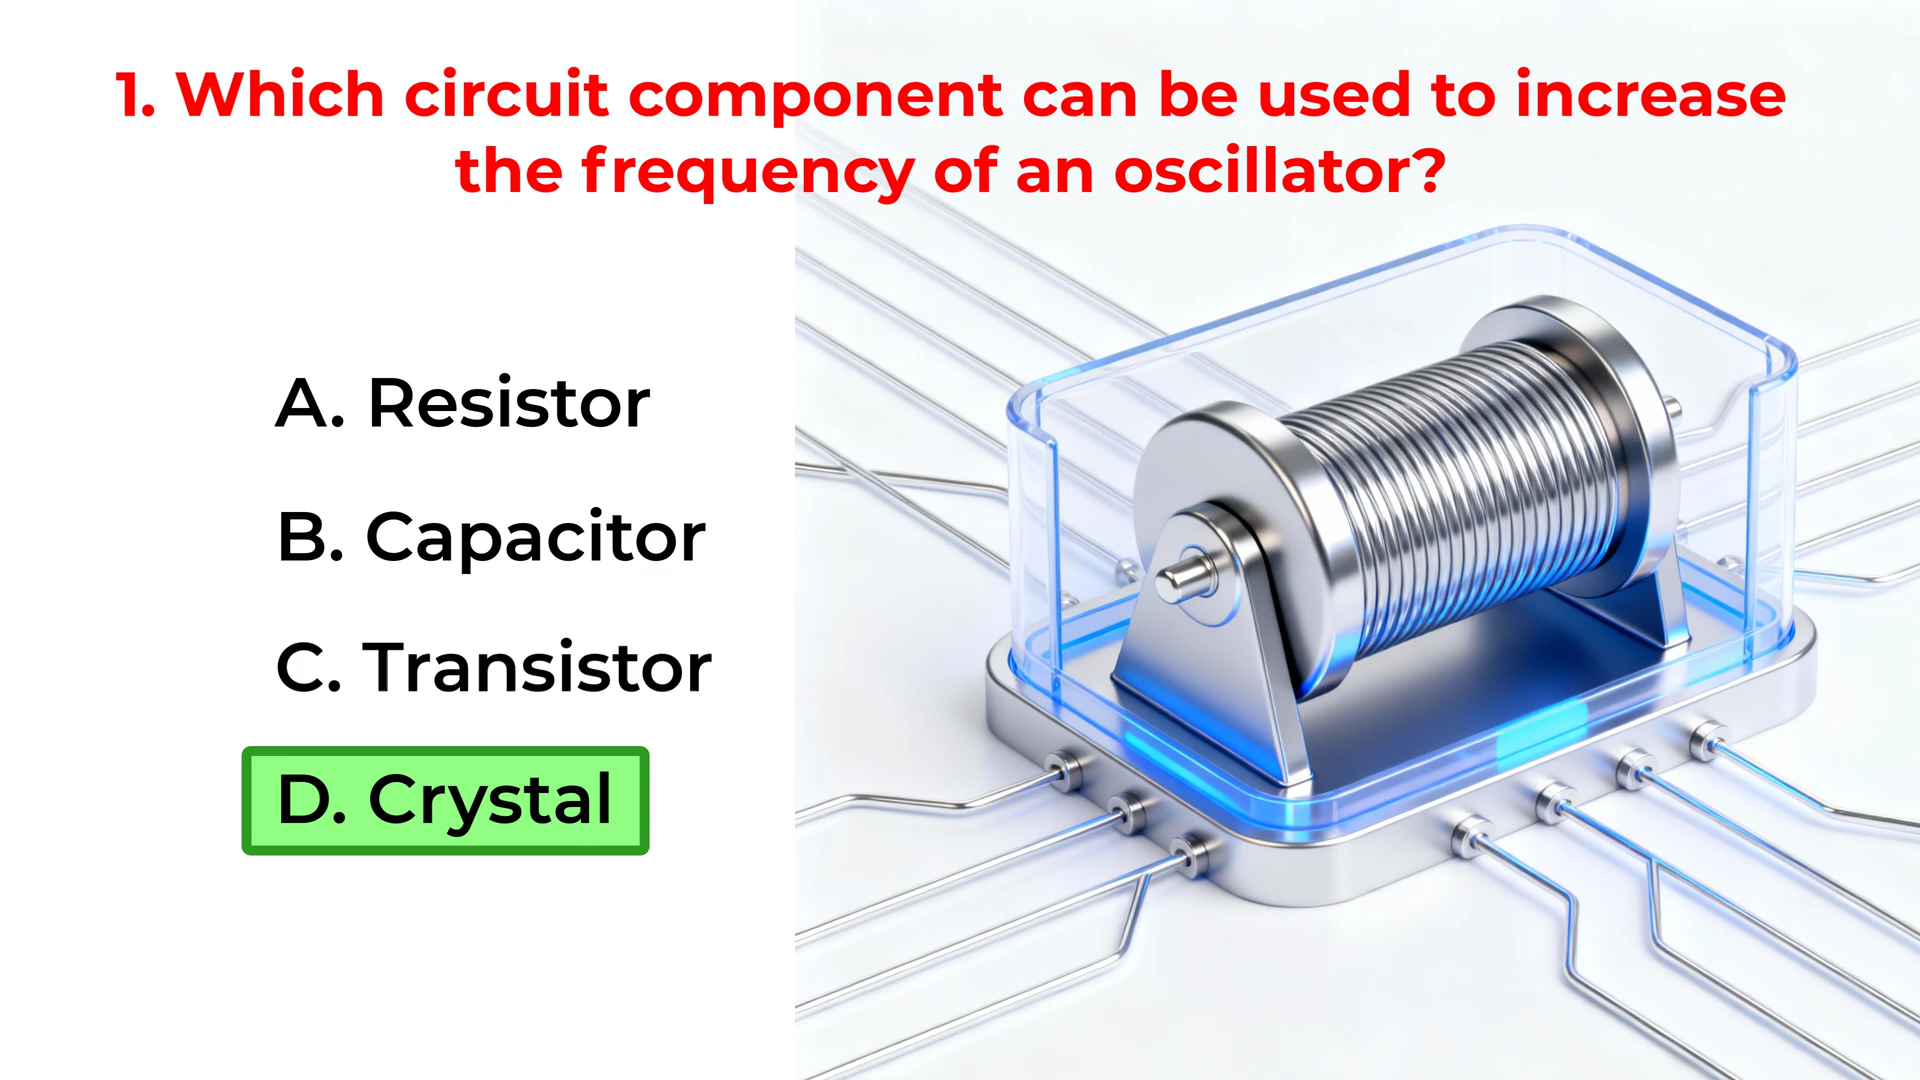 1. Which circuit component can be used to increase
the frequency of an oscillator?
A. Resistor
B. Capacitor
C. Transistor
D. Crystal